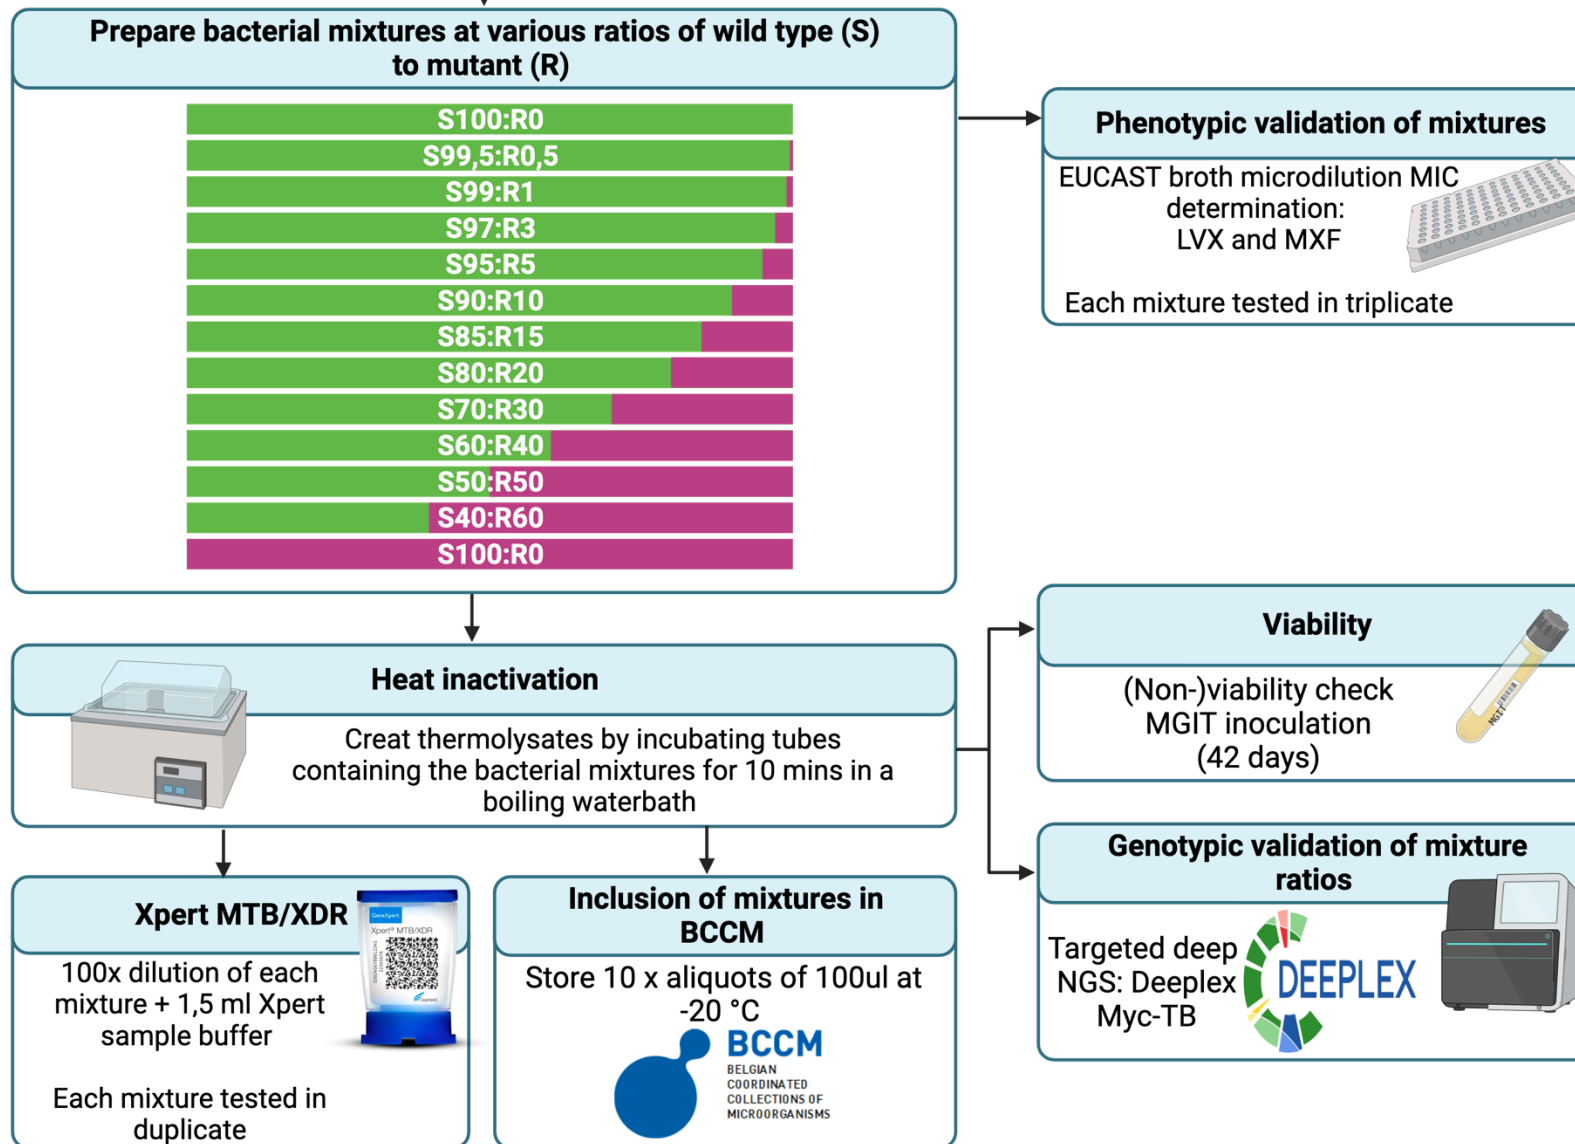 Prepare bacterial mixtures at various ratios of wild type (S)
to mutant (R)
S100:R0
S99,5:R0,5
S99:R1
S97:R3
S95:R5
S90:R10
S85:R15
S80:R20
S70:R30
S60:R40
S50:R50
S40:R60
S100:R0
Phenotypic validation of mixtures
EUCAST broth microdilution MIC
determination:
LVX and MXF
Each mixture tested in triplicate
Heat inactivation
Creat thermolysates by incubating tubes
containing the bacterial mixtures for 10 mins in a
boiling waterbath
Viability
(Non-)viability check
MGIT inoculation
(42 days)
MGIT
Xpert MTB/XDR
GeneXpert
Xpert® MTB/XDR
100x dilution of each
mixture + 1,5 ml Xpert
sample buffer
Each mixture tested in
duplicate
Inclusion of mixtures in
BCCM
Store 10 x aliquots of 100ul at
-20 °C
BCCM
BELGIAN
COORDINATED
COLLECTIONS OF
MICROORGANISMS
Genotypic validation of mixture
ratios
Targeted deep
NGS: Deeplex
Myc-TB
DEEPLEX